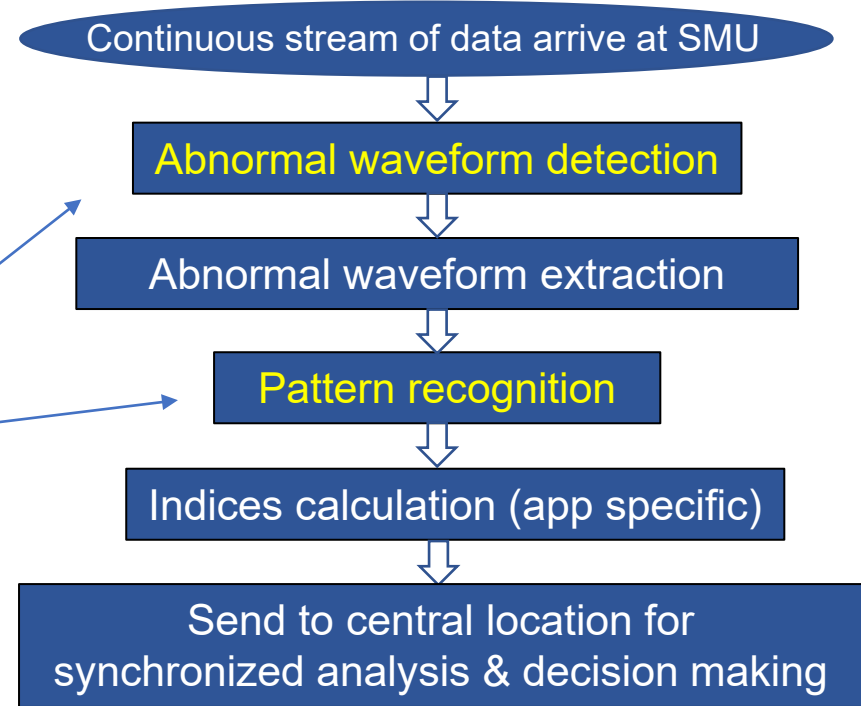 Continuous stream of data arrive at SMU
Abnormal waveform detection
Abnormal waveform extraction
Pattern recognition
Indices calculation (app specific)
Send to central location for
synchronized analysis & decision making